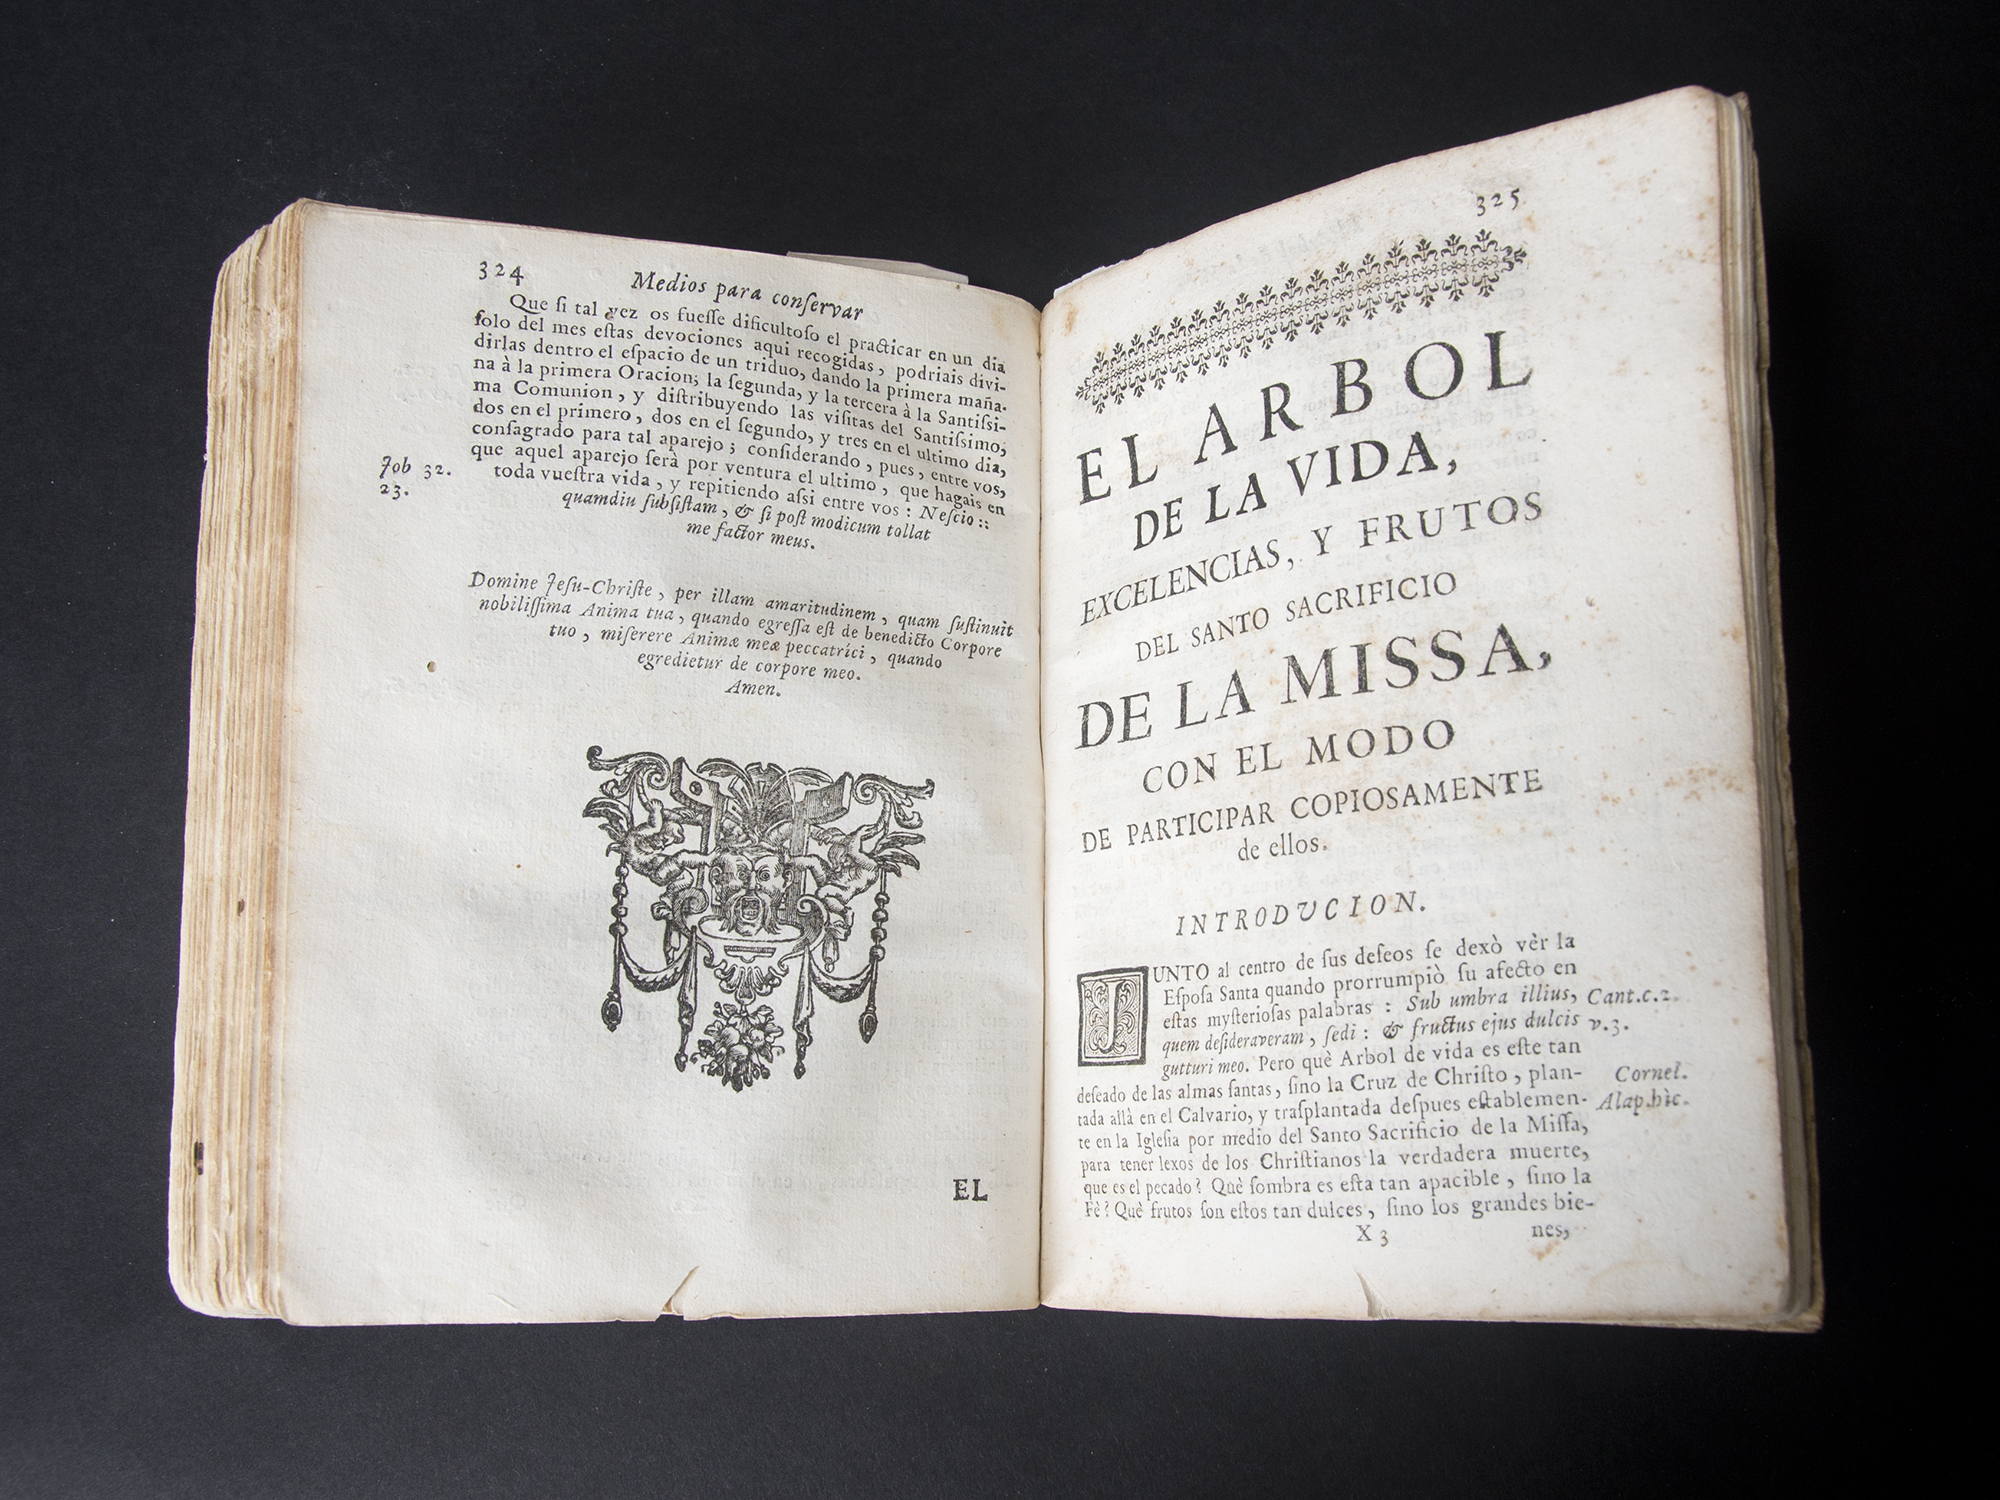 324 Medios para conſervar
Que ſi tal vez os fueſſe dificultoſo el practicar en un dia
ſolo del mes eſtas devociones aqui recogidas, podriais divi-
dirlas dentro el eſpacio de un triduo, dando la primera maña-
na à la primera Oracion; la ſegunda, y la tercera à la Santiſsi-
ma Comunion, y diſtribuyendo las viſitas del Santiſsimo;
dos en el primero, dos en el ſegundo, y tres en el ultimo dia,
conſagrado para tal aparejo; conſiderando, pues, entre vos,
que aquel aparejo ſerà por ventura el ultimo, que hagais en
toda vueſtra vida, y repitiendo aſsi entre vos: Neſcio::
quamdiu ſubſiſtam, & ſi poſt modicum tollat
me factor meus.
Job 32.
23.
Domine Jeſu-Chriſte, per illam amaritudinem, quam ſuſtinuit
nobiliſſima Anima tua, quando egreſſa eſt de benedicto Corpore
tuo, miſerere Animæ meæ peccatrici, quando
egredietur de corpore meo.
Amen.
EL
325
EL ARBOL
DE LA VIDA,
EXCELENCIAS, Y FRUTOS
DEL SANTO SACRIFICIO
DE LA MISSA,
CON EL MODO
DE PARTICIPAR COPIOSAMENTE
de ellos.
INTRODUCION.
JUNTO al centro de ſus deſeos ſe dexò vèr la
Eſpoſa Santa quando prorrumpiò ſu afecto en
eſtas myſterioſas palabras: Sub umbra illius,
quem deſideraveram, ſedi: & fructus ejus dulcis
gutturi meo. Pero què Arbol de vida es eſte tan
deſeado de las almas ſantas, ſino la Cruz de Chriſto, plan-
tada allà en el Calvario, y traſplantada deſpues eſtablemen-
te en la Igleſia por medio del Santo Sacrificio de la Miſſa,
para tener lexos de los Chriſtianos la verdadera muerte,
que es el pecado? Què ſombra es eſta tan apacible, ſino la
Fè? Què frutos ſon eſtos tan dulces, ſino los grandes bie-
X 3 nes,
Cant.c.2.
v.3.
Cornel.
Alap.hìc.